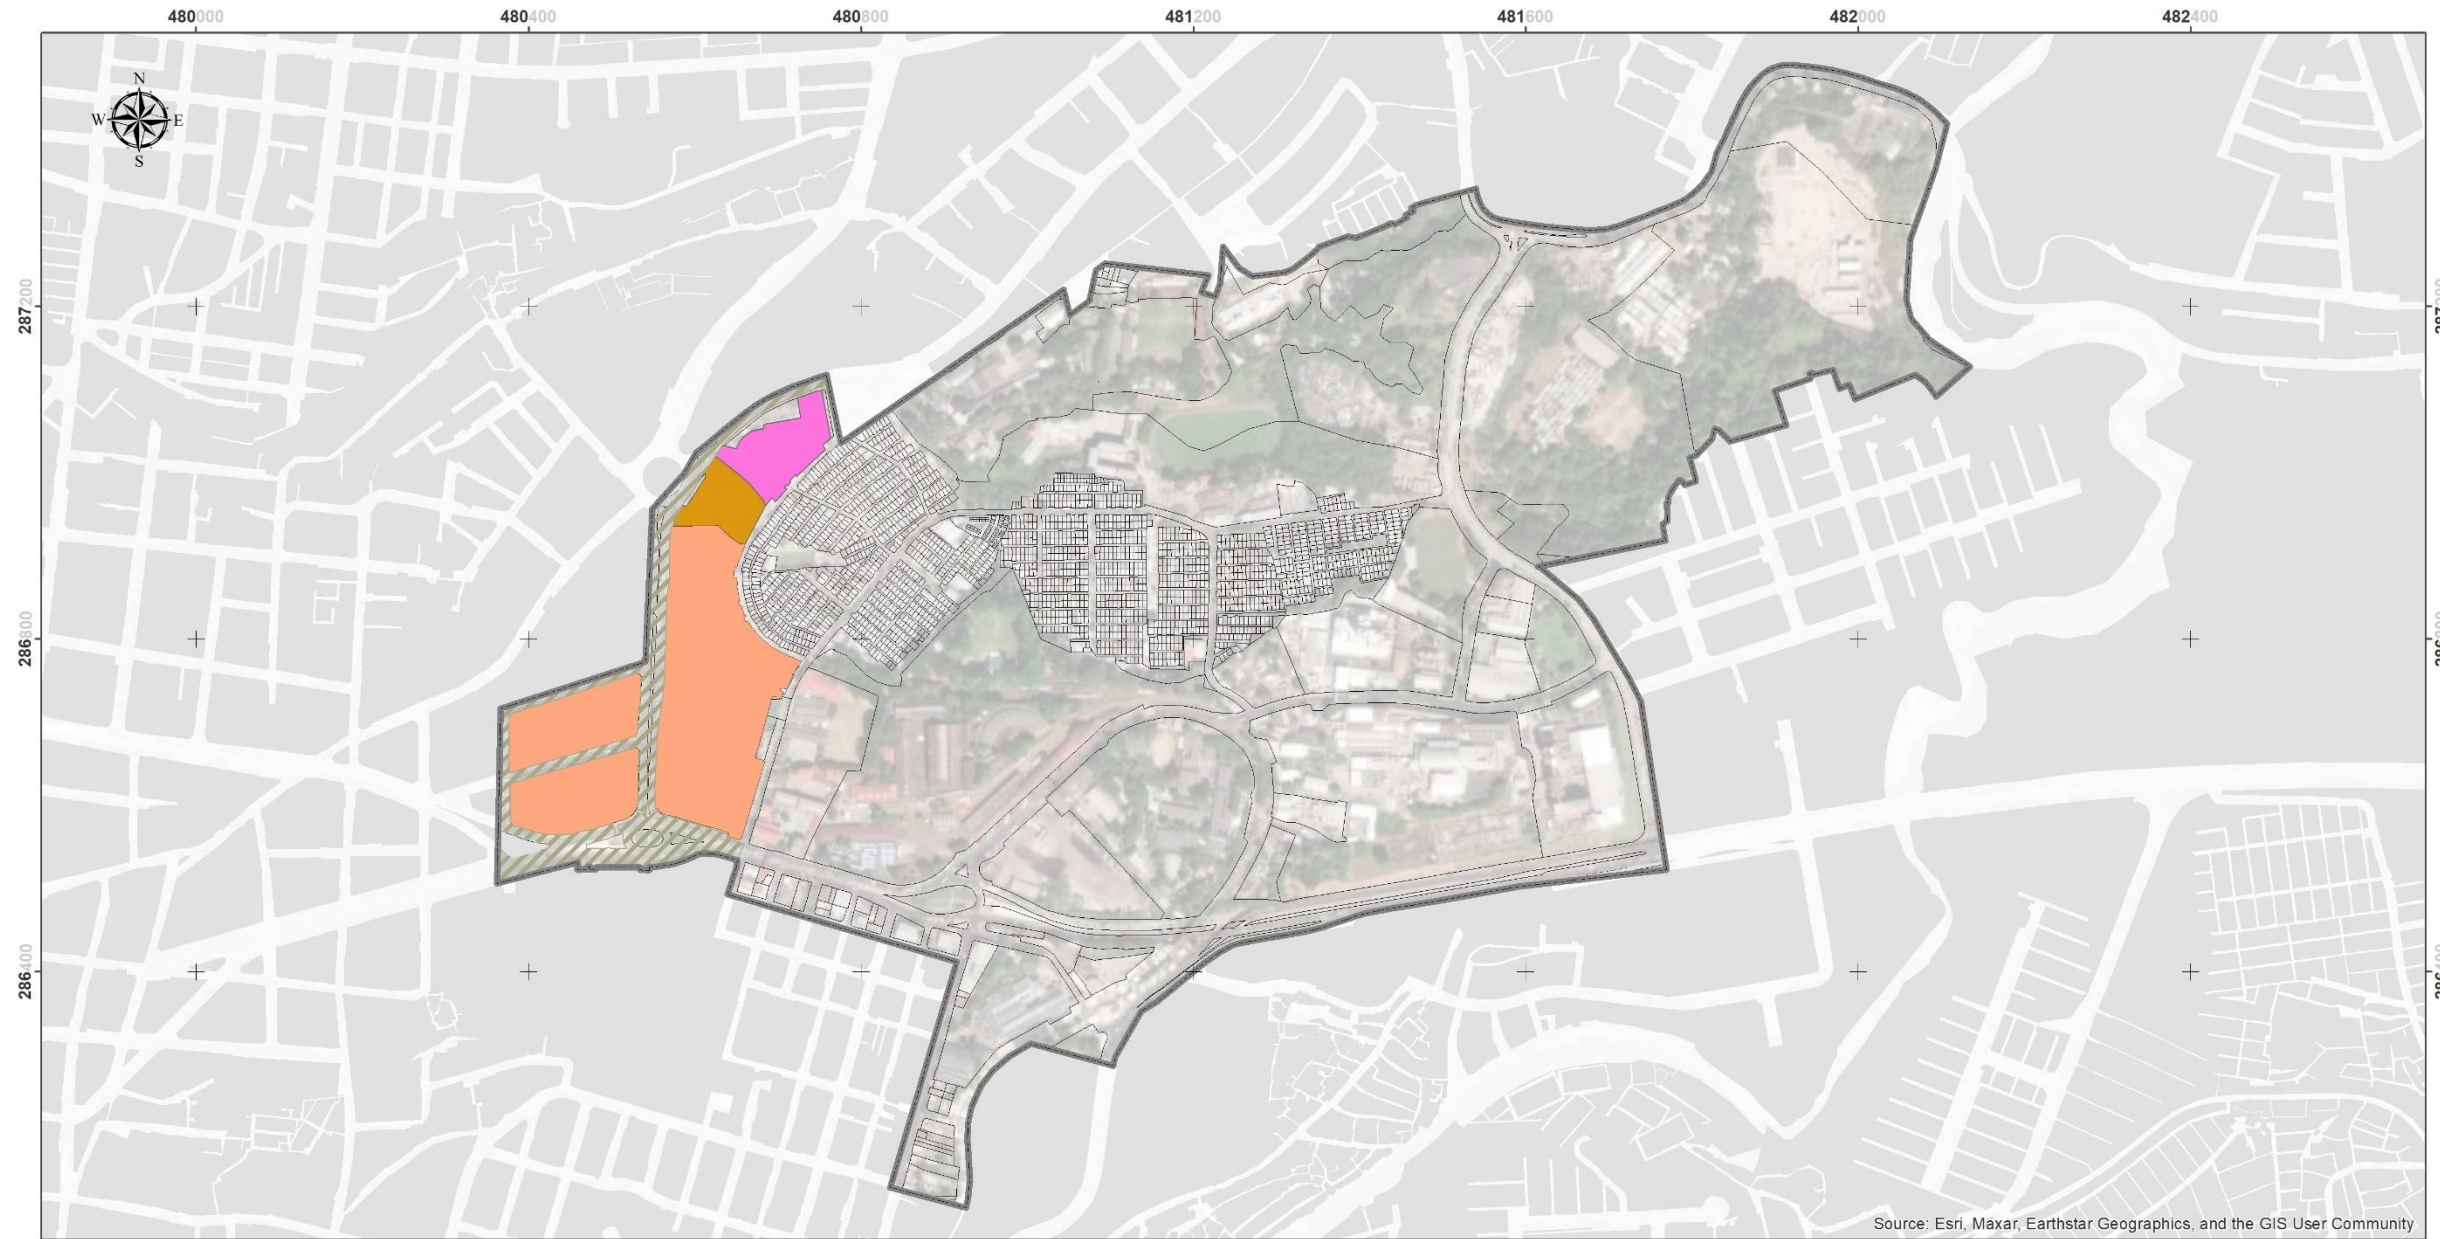 480000 480400 480800 481200 481600 482000 482400
N
W E
S
287200
286800
286400
Source: Esri, Maxar, Earthstar Geographics, and the GIS User Community